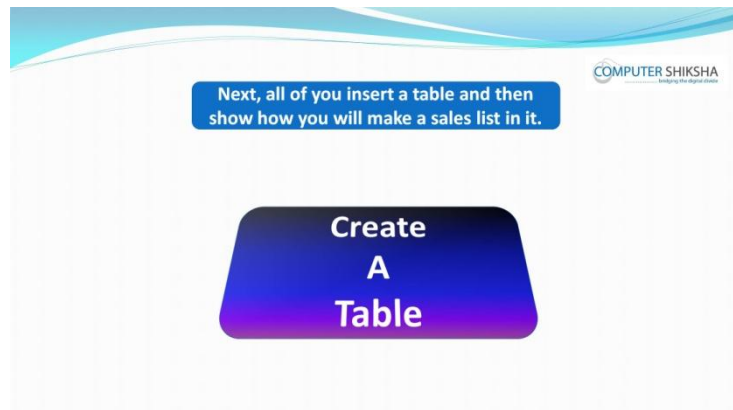 COMPUTER SHIKSHA
bridging the digital divide
Next, all of you insert a table and then
show how you will make a sales list in it.
Create
A
Table